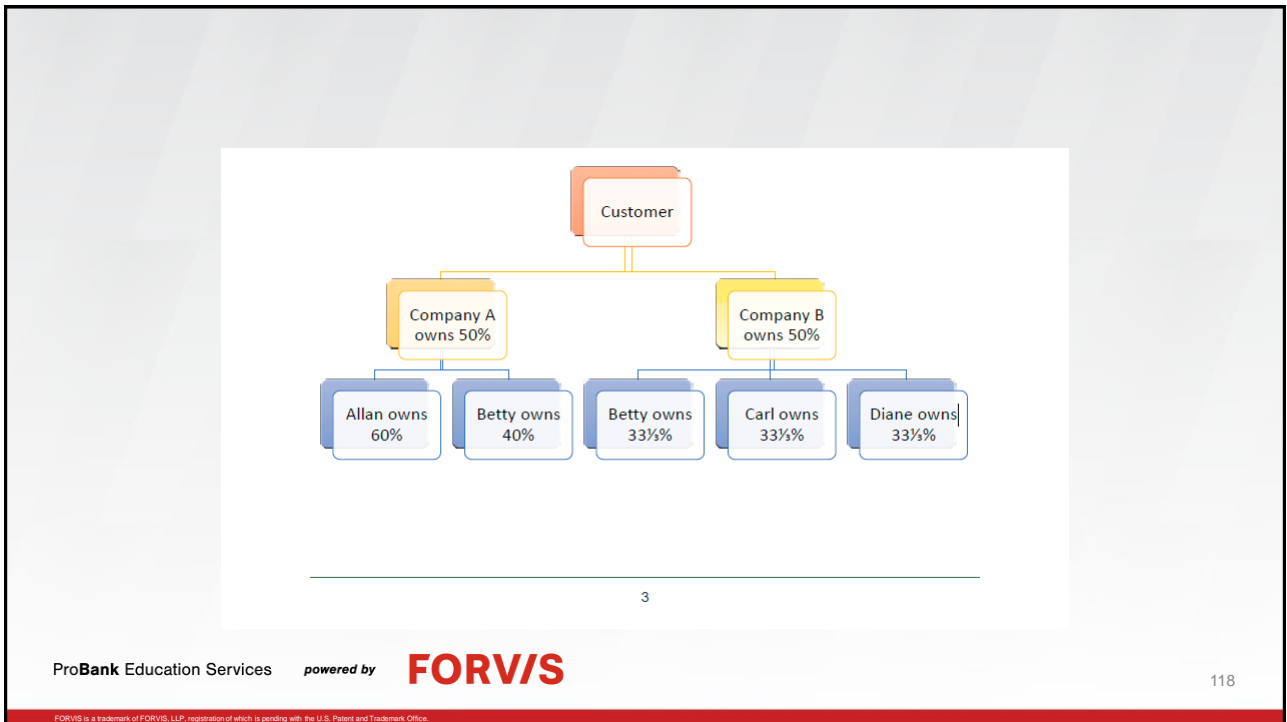 Customer
Company A
owns 50%
Company B
owns 50%
Allan owns
60%
Betty owns
40%
Betty owns
33⅓%
Carl owns
33⅓%
Diane owns
33⅓%
3
ProBank Education Services powered by FORVIS
118
FORVIS is a trademark of FORVIS, LLP, registration of which is pending with the U.S. Patent and Trademark Office.